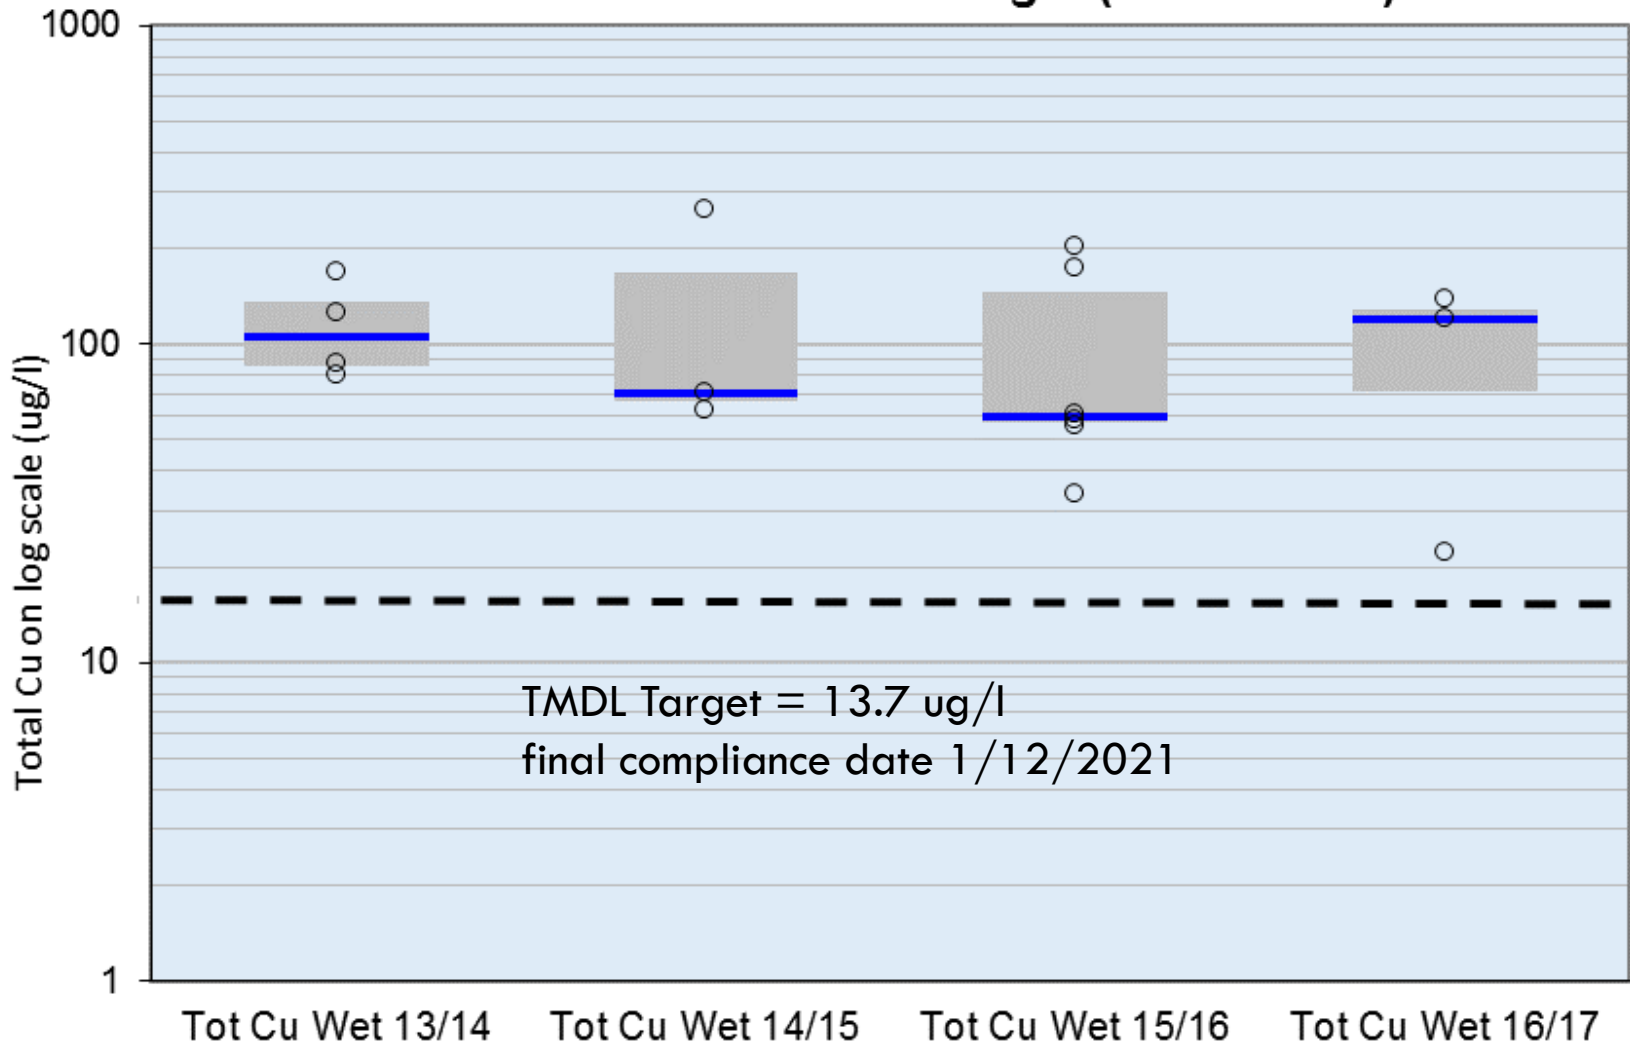 1000
100
10
1
Total Cu on log scale (ug/l)
TMDL Target = 13.7 ug/l
final compliance date 1/12/2021
Tot Cu Wet 13/14 Tot Cu Wet 14/15 Tot Cu Wet 15/16 Tot Cu Wet 16/17